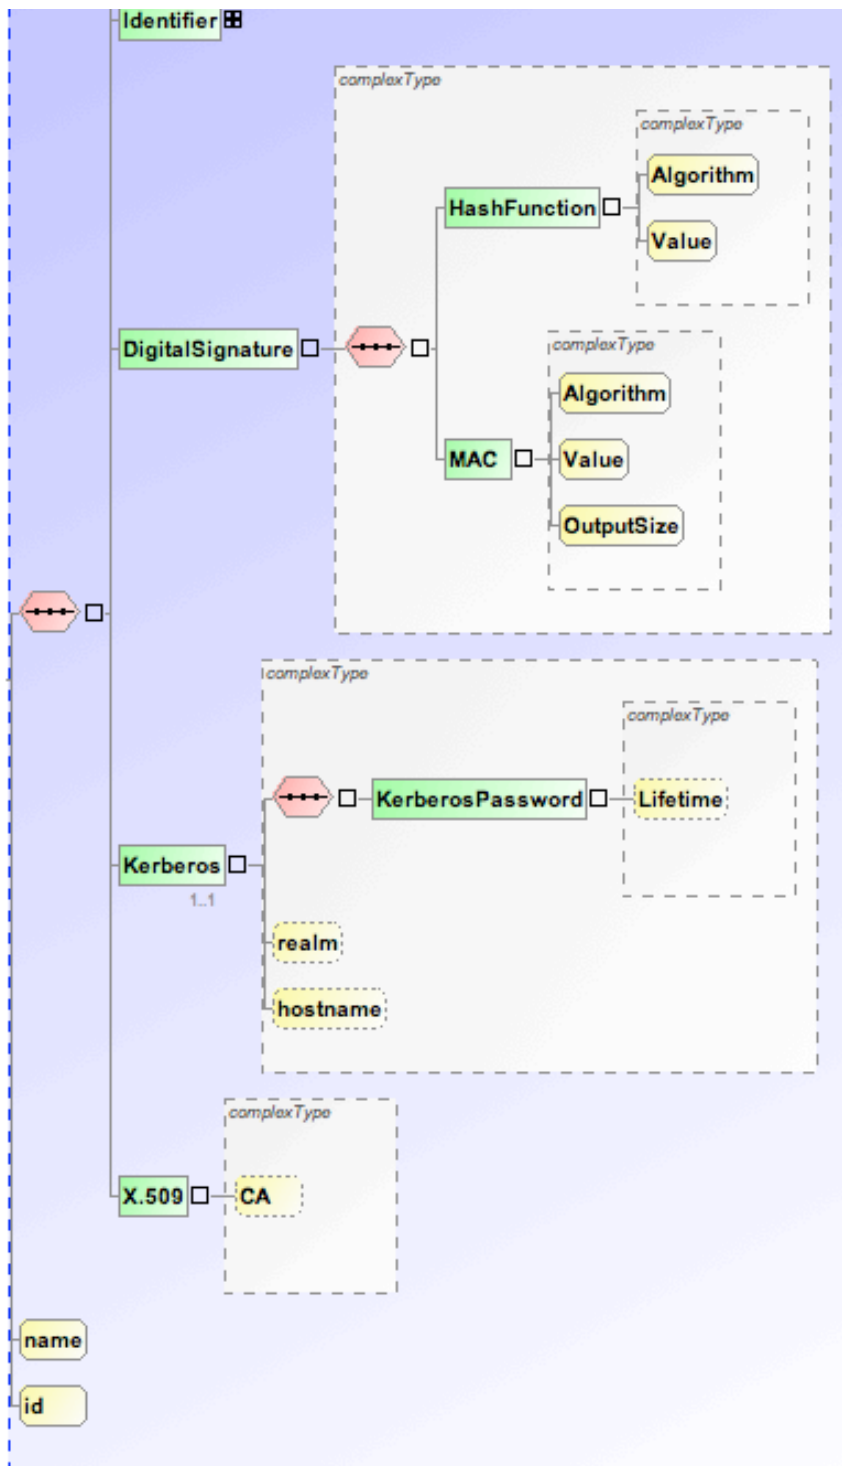 Identifier
complexType
complexType
Algorithm
HashFunction
Value
DigitalSignature
complexType
Algorithm
MAC
Value
OutputSize
complexType
complexType
KerberosPassword
Lifetime
Kerberos
1..1
realm
hostname
complexType
X.509
CA
name
id